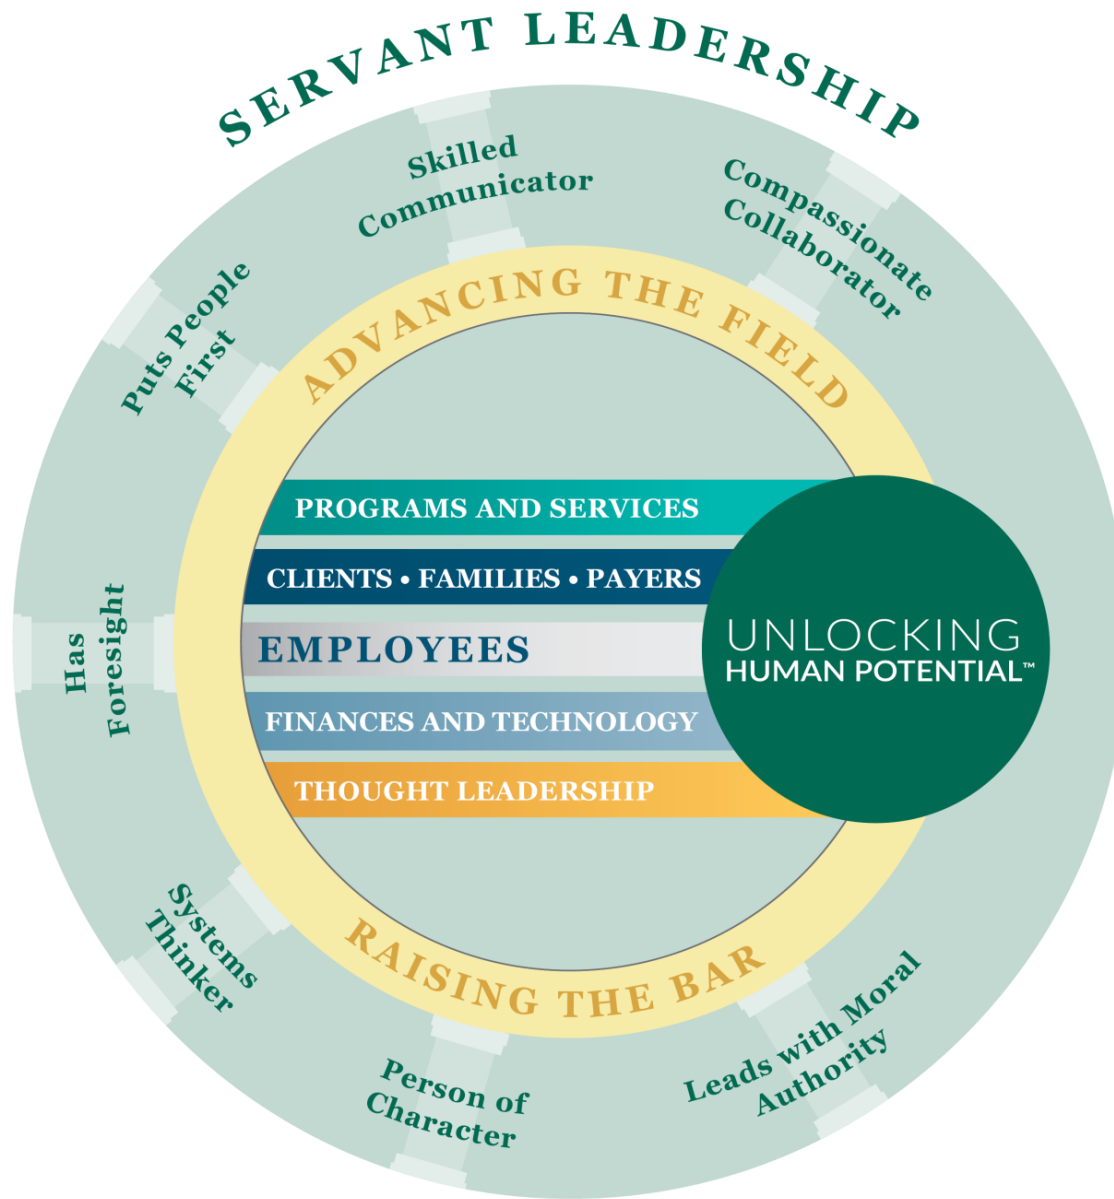 SERVANT LEADERSHIP
Skilled
Communicator
Compassionate
Collaborator
Puts People
First
ADVANCING THE FIELD
PROGRAMS AND SERVICES
CLIENTS • FAMILIES • PAYERS
Has
Foresight
EMPLOYEES
UNLOCKING
HUMAN POTENTIAL™
FINANCES AND TECHNOLOGY
THOUGHT LEADERSHIP
Systems
Thinker
RAISING THE BAR
Person of
Character
Leads with Moral
Authority